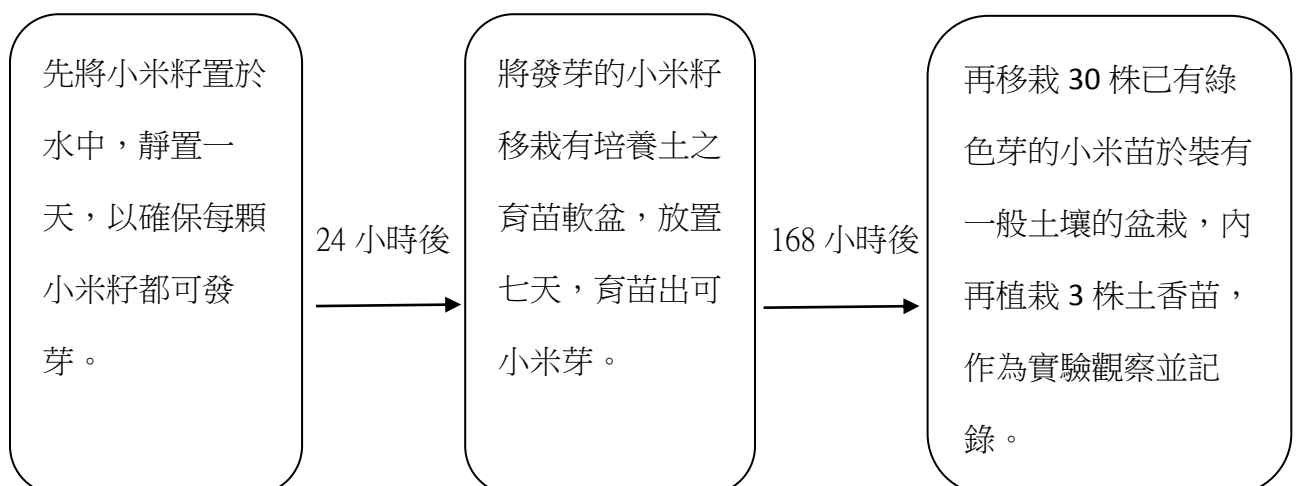 先將小米籽置於
水中，靜置一
天，以確保每顆
小米籽都可發
芽。
24 小時後
將發芽的小米籽
移栽有培養土之
育苗軟盆，放置
七天，育苗出可
小米芽。
168 小時後
再移栽 30 株已有綠
色芽的小米苗於裝有
一般土壤的盆栽，內
再植栽 3 株土香苗，
作為實驗觀察並記
錄。